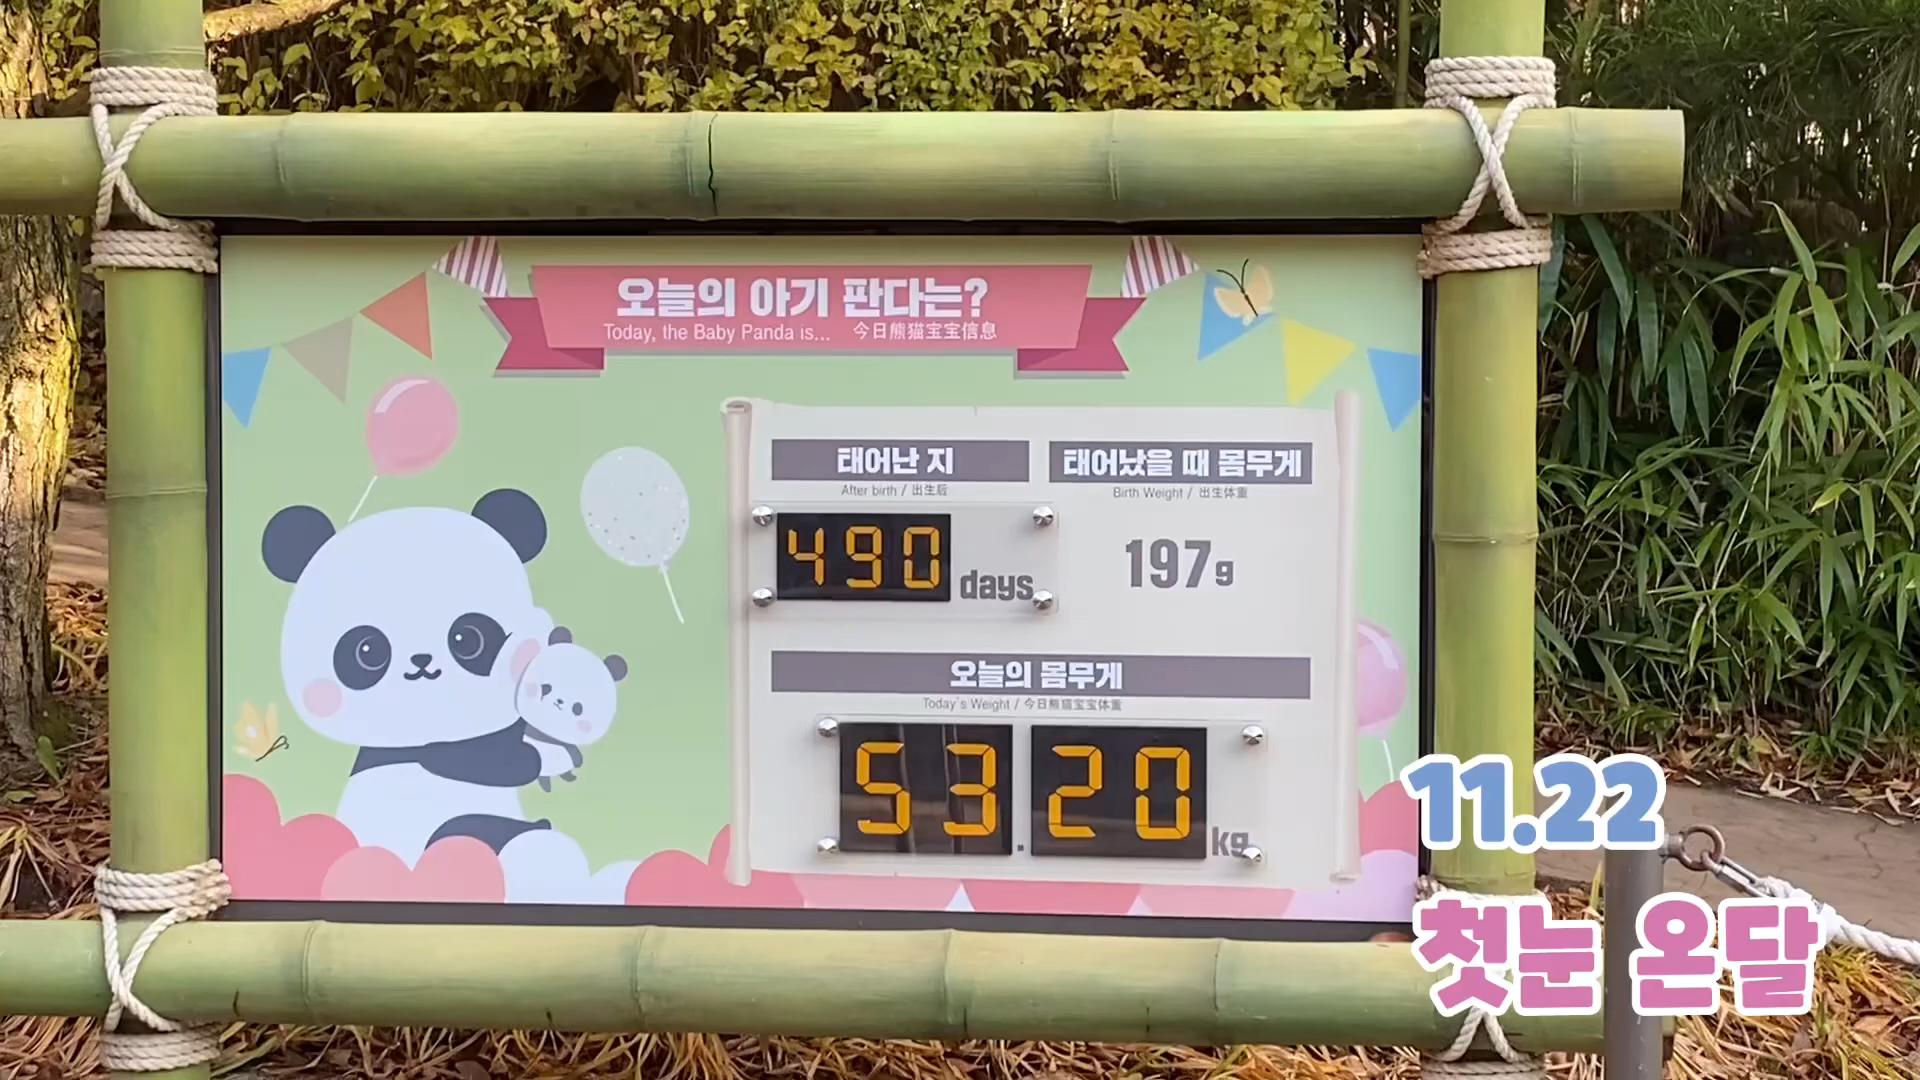 오늘의 아기 판다는?
Today, the Baby Panda is... 今日熊猫宝宝信息
태어난 지
After birth / 出生后
490 days
태어났을 때 몸무게
Birth Weight / 出生体重
197g
오늘의 몸무게
Today's Weight / 今日熊猫宝宝体重
53.20 kg
11.22
첫눈 온달